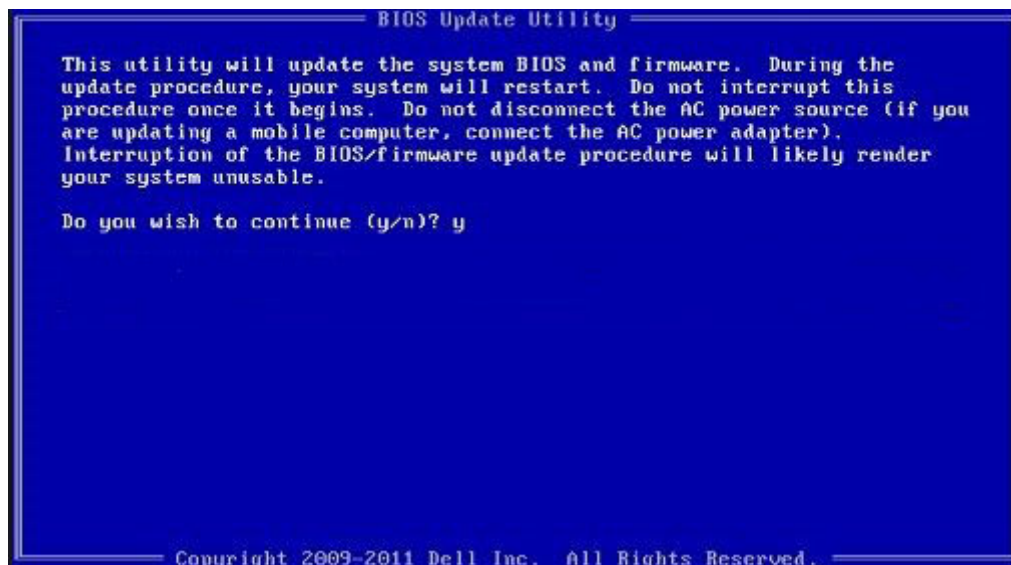 BIOS Update Utility
This utility will update the system BIOS and firmware.  During the
update procedure, your system will restart.  Do not interrupt this
procedure once it begins.  Do not disconnect the AC power source (if you
are updating a mobile computer, connect the AC power adapter).
Interruption of the BIOS/firmware update procedure will likely render
your system unusable.
Do you wish to continue (y/n)? y
Copyright 2009-2011 Dell Inc.  All Rights Reserved.